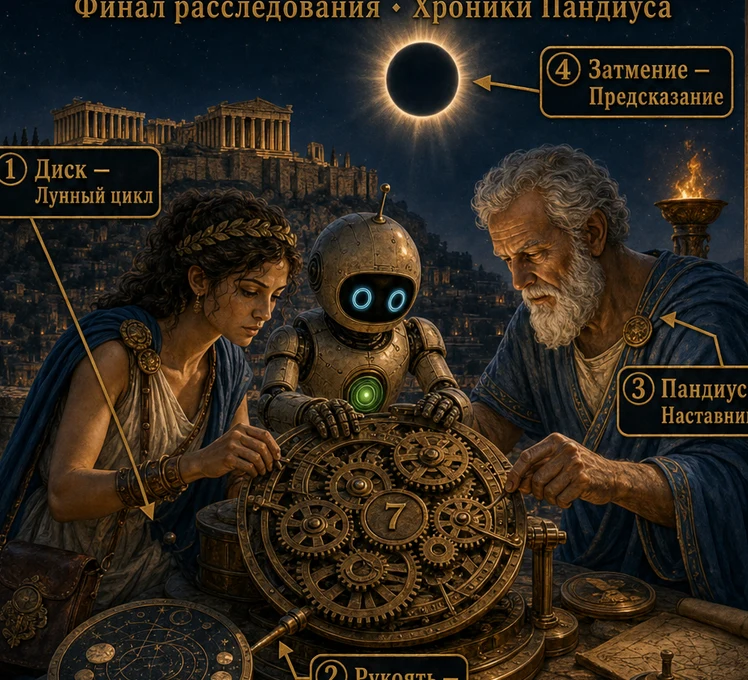 Финал расследования • Хроники Пандиуса
④ Затмение –
Предсказание
① Диск –
Лунный цикл
③ Пандиус
Наставни
7
② Рукоять –